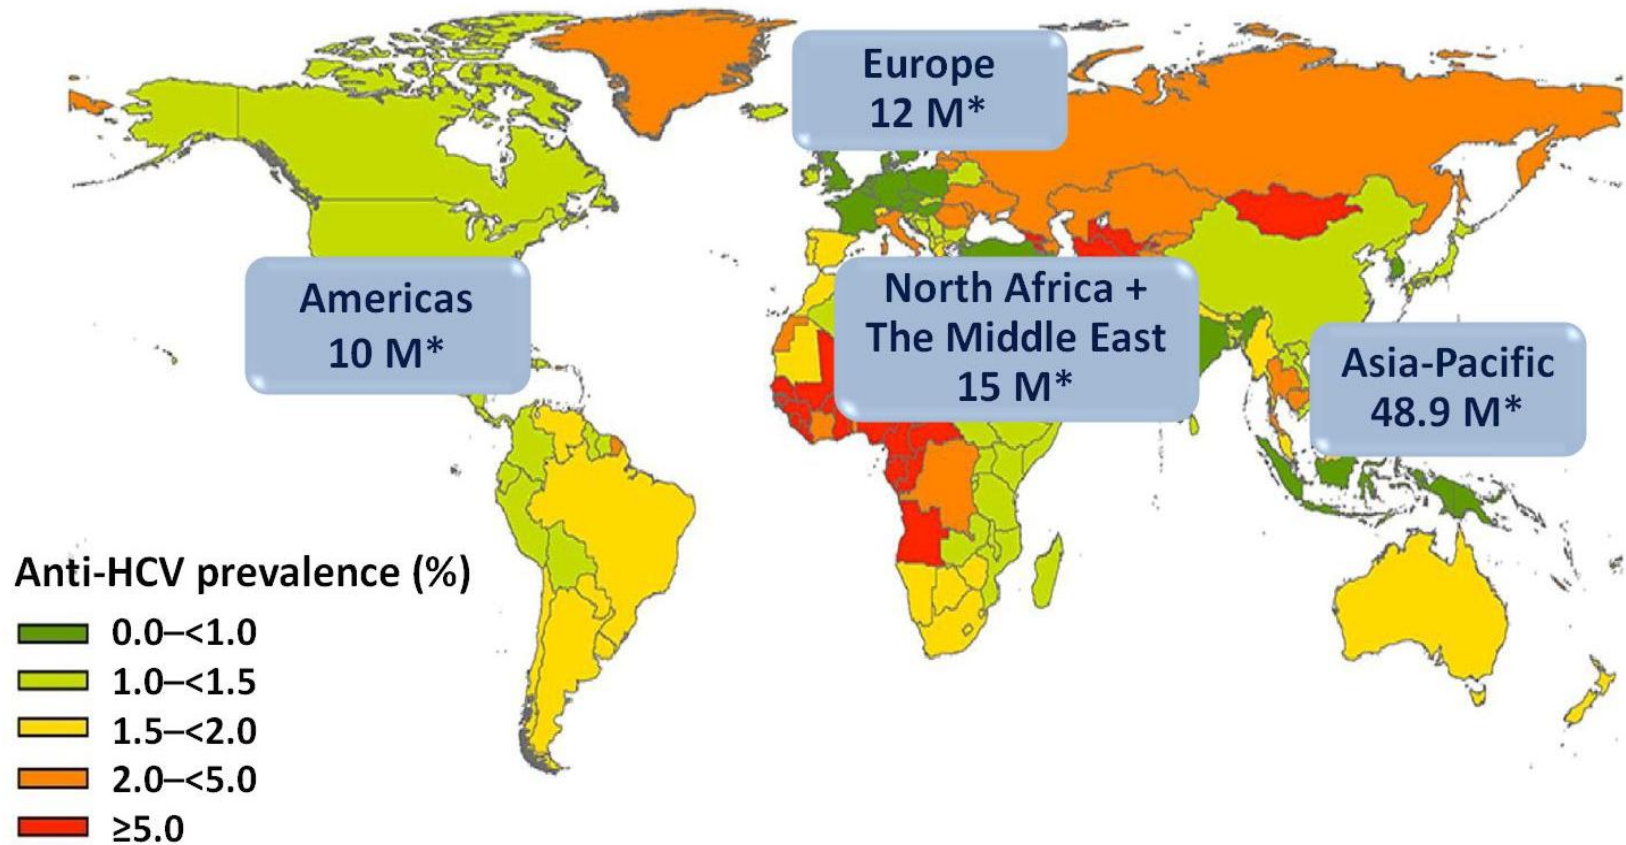 Europe
12 M*
Americas
10 M*
North Africa +
The Middle East
15 M*
Asia-Pacific
48.9 M*
Anti-HCV prevalence (%)
0.0–<1.0
1.0–<1.5
1.5–<2.0
2.0–<5.0
≥5.0